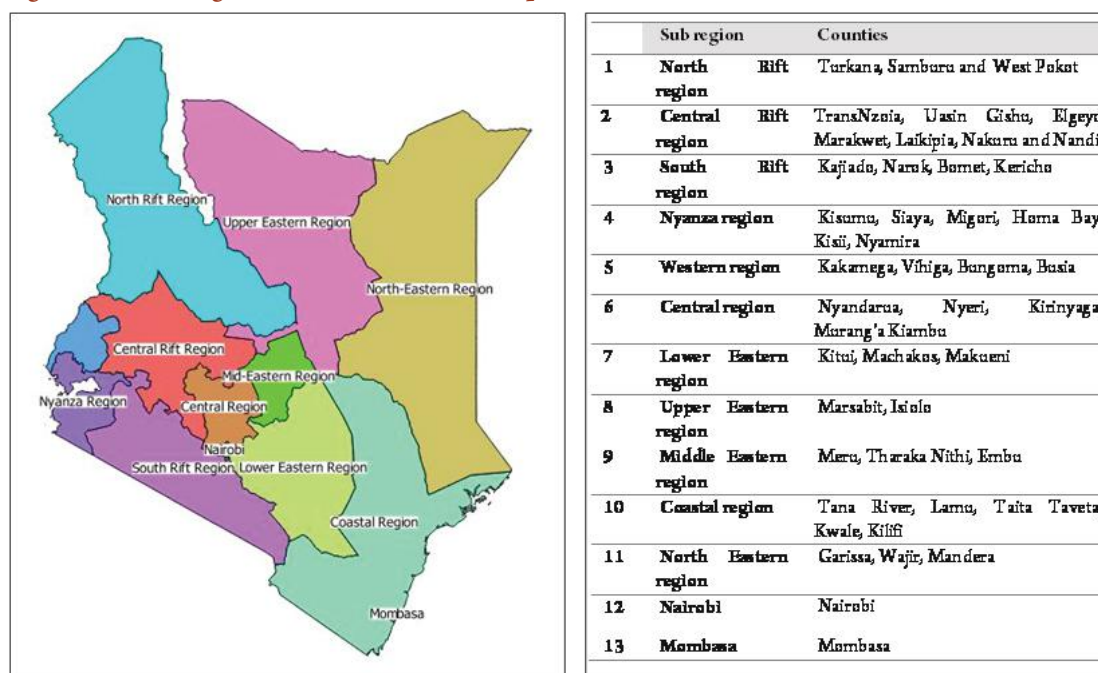 North Rift Region
Upper Eastern Region
North-Eastern Region
Central Rift Region
Mid-Eastern Region
Nyanza Region
Central Region
Nairobi
South Rift Region
Lower Eastern Region
Coastal Region
Mombasa
Sub region Counties
1 North Rift Turkana, Samburu and West Pokot
region
2 Central Rift TransNzoia, Uasin Gishu, Elgeyo
region Marakwet, Laikipia, Nakuru and Nandi
3 South Rift Kajiado, Narok, Bomet, Kericho
region
4 Nyanza region Kisumu, Siaya, Migori, Homa Bay
Kisii, Nyamira
5 Western region Kakamega, Vihiga, Bungoma, Busia
6 Central region Nyandarua, Nyeri, Kirinyaga
Murang'a Kiambu
7 Lower Eastern Kitui, Machakos, Makueni
region
8 Upper Eastern Marsabit, Isiolo
region
9 Middle Eastern Meru, Tharaka Nithi, Embu
region
10 Coastal region Tana River, Lamu, Taita Taveta
Kwale, Kilifi
11 North Eastern Garissa, Wajir, Mandera
region
12 Nairobi Nairobi
13 Mombasa Mombasa